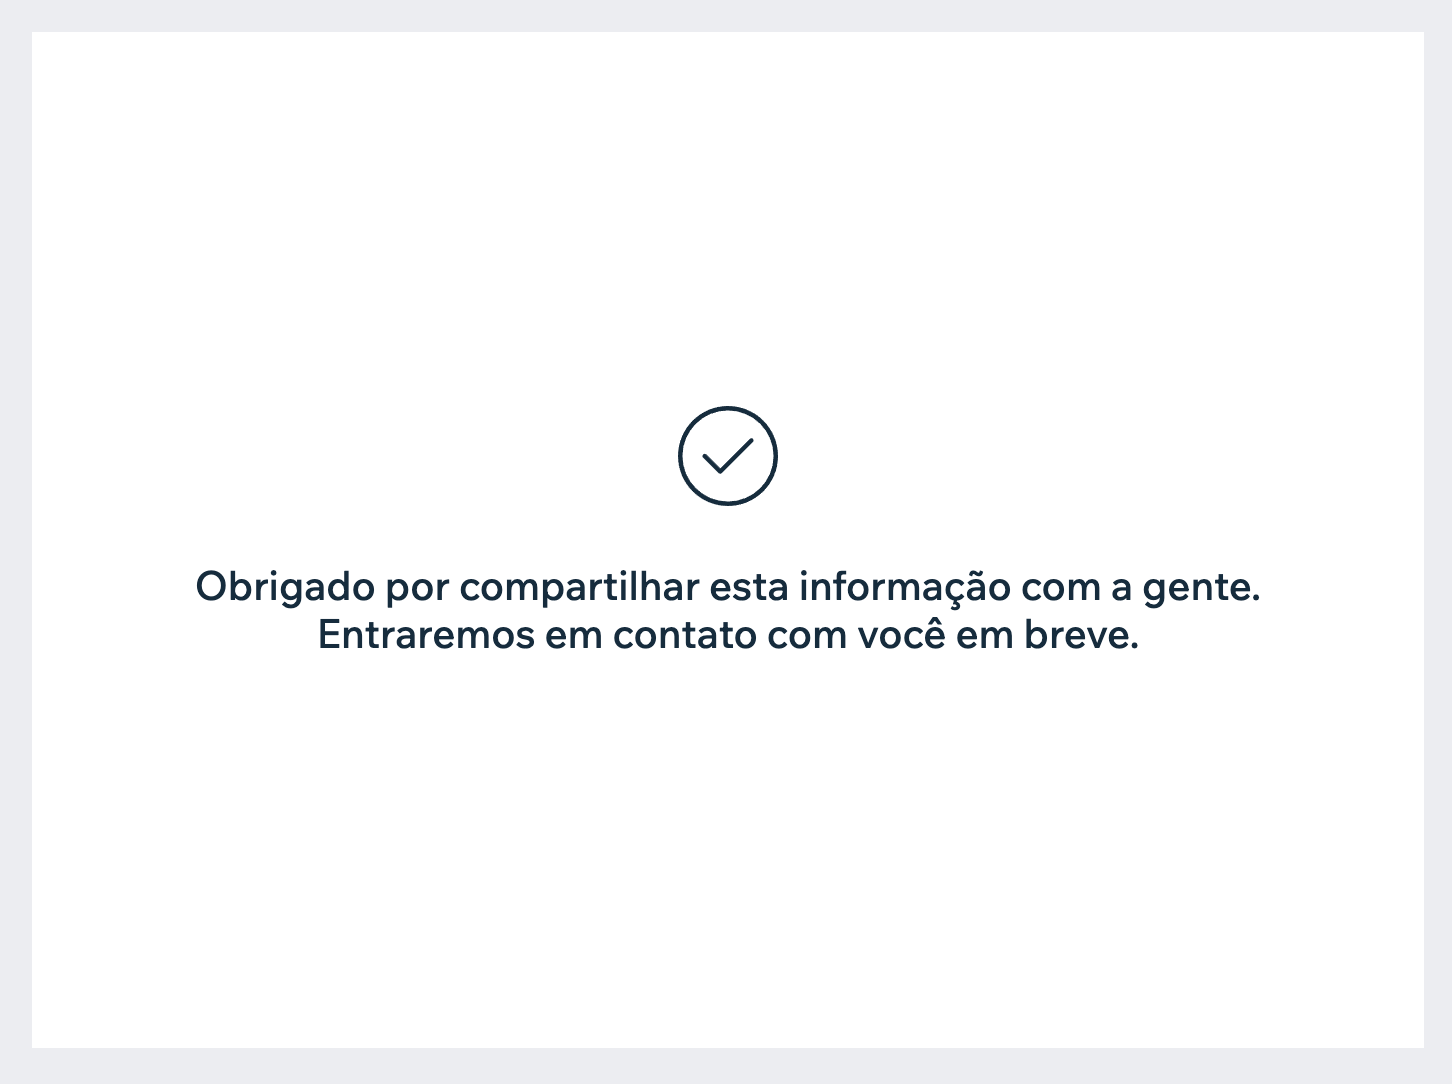 Obrigado por compartilhar esta informação com a gente.
Entraremos em contato com você em breve.